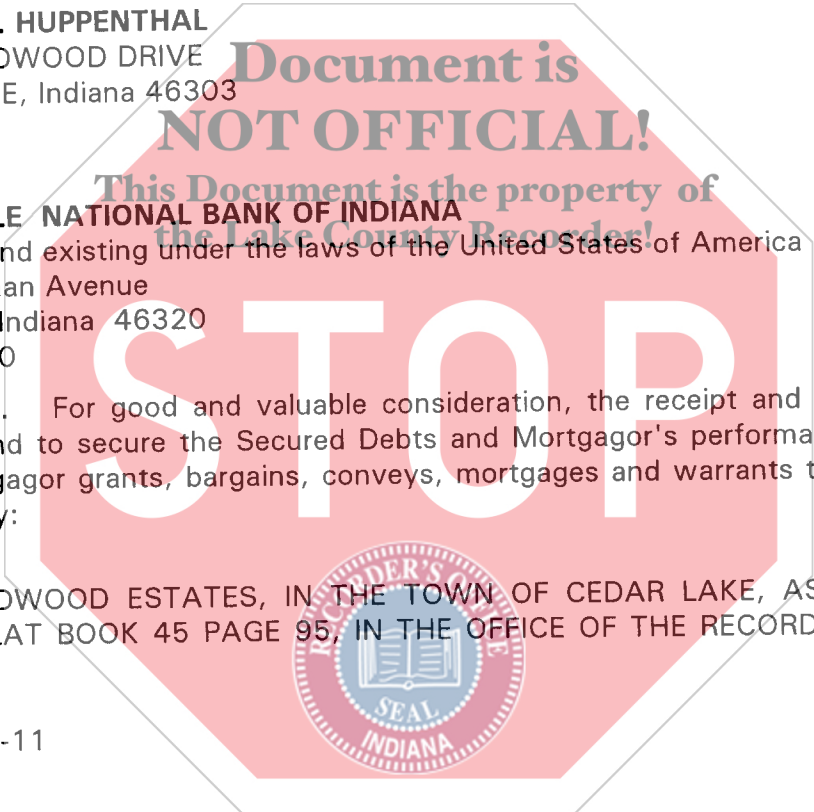 . HUPPENTHAL
DWOOD DRIVE
E, Indiana 46303
Document is
NOT OFFICIAL!
This Document is the property of
the Lake County Recorder!
LE NATIONAL BANK OF INDIANA
nd existing under the laws of the United States of America
an Avenue
Indiana 46320
0
. For good and valuable consideration, the receipt and
nd to secure the Secured Debts and Mortgagor's performa
gagor grants, bargains, conveys, mortgages and warrants t
y:
STOP
DWOOD ESTATES, IN THE TOWN OF CEDAR LAKE, AS
LAT BOOK 45 PAGE 95, IN THE OFFICE OF THE RECORD
RECORDER'S OFFICE
SEAL
INDIANA
-11